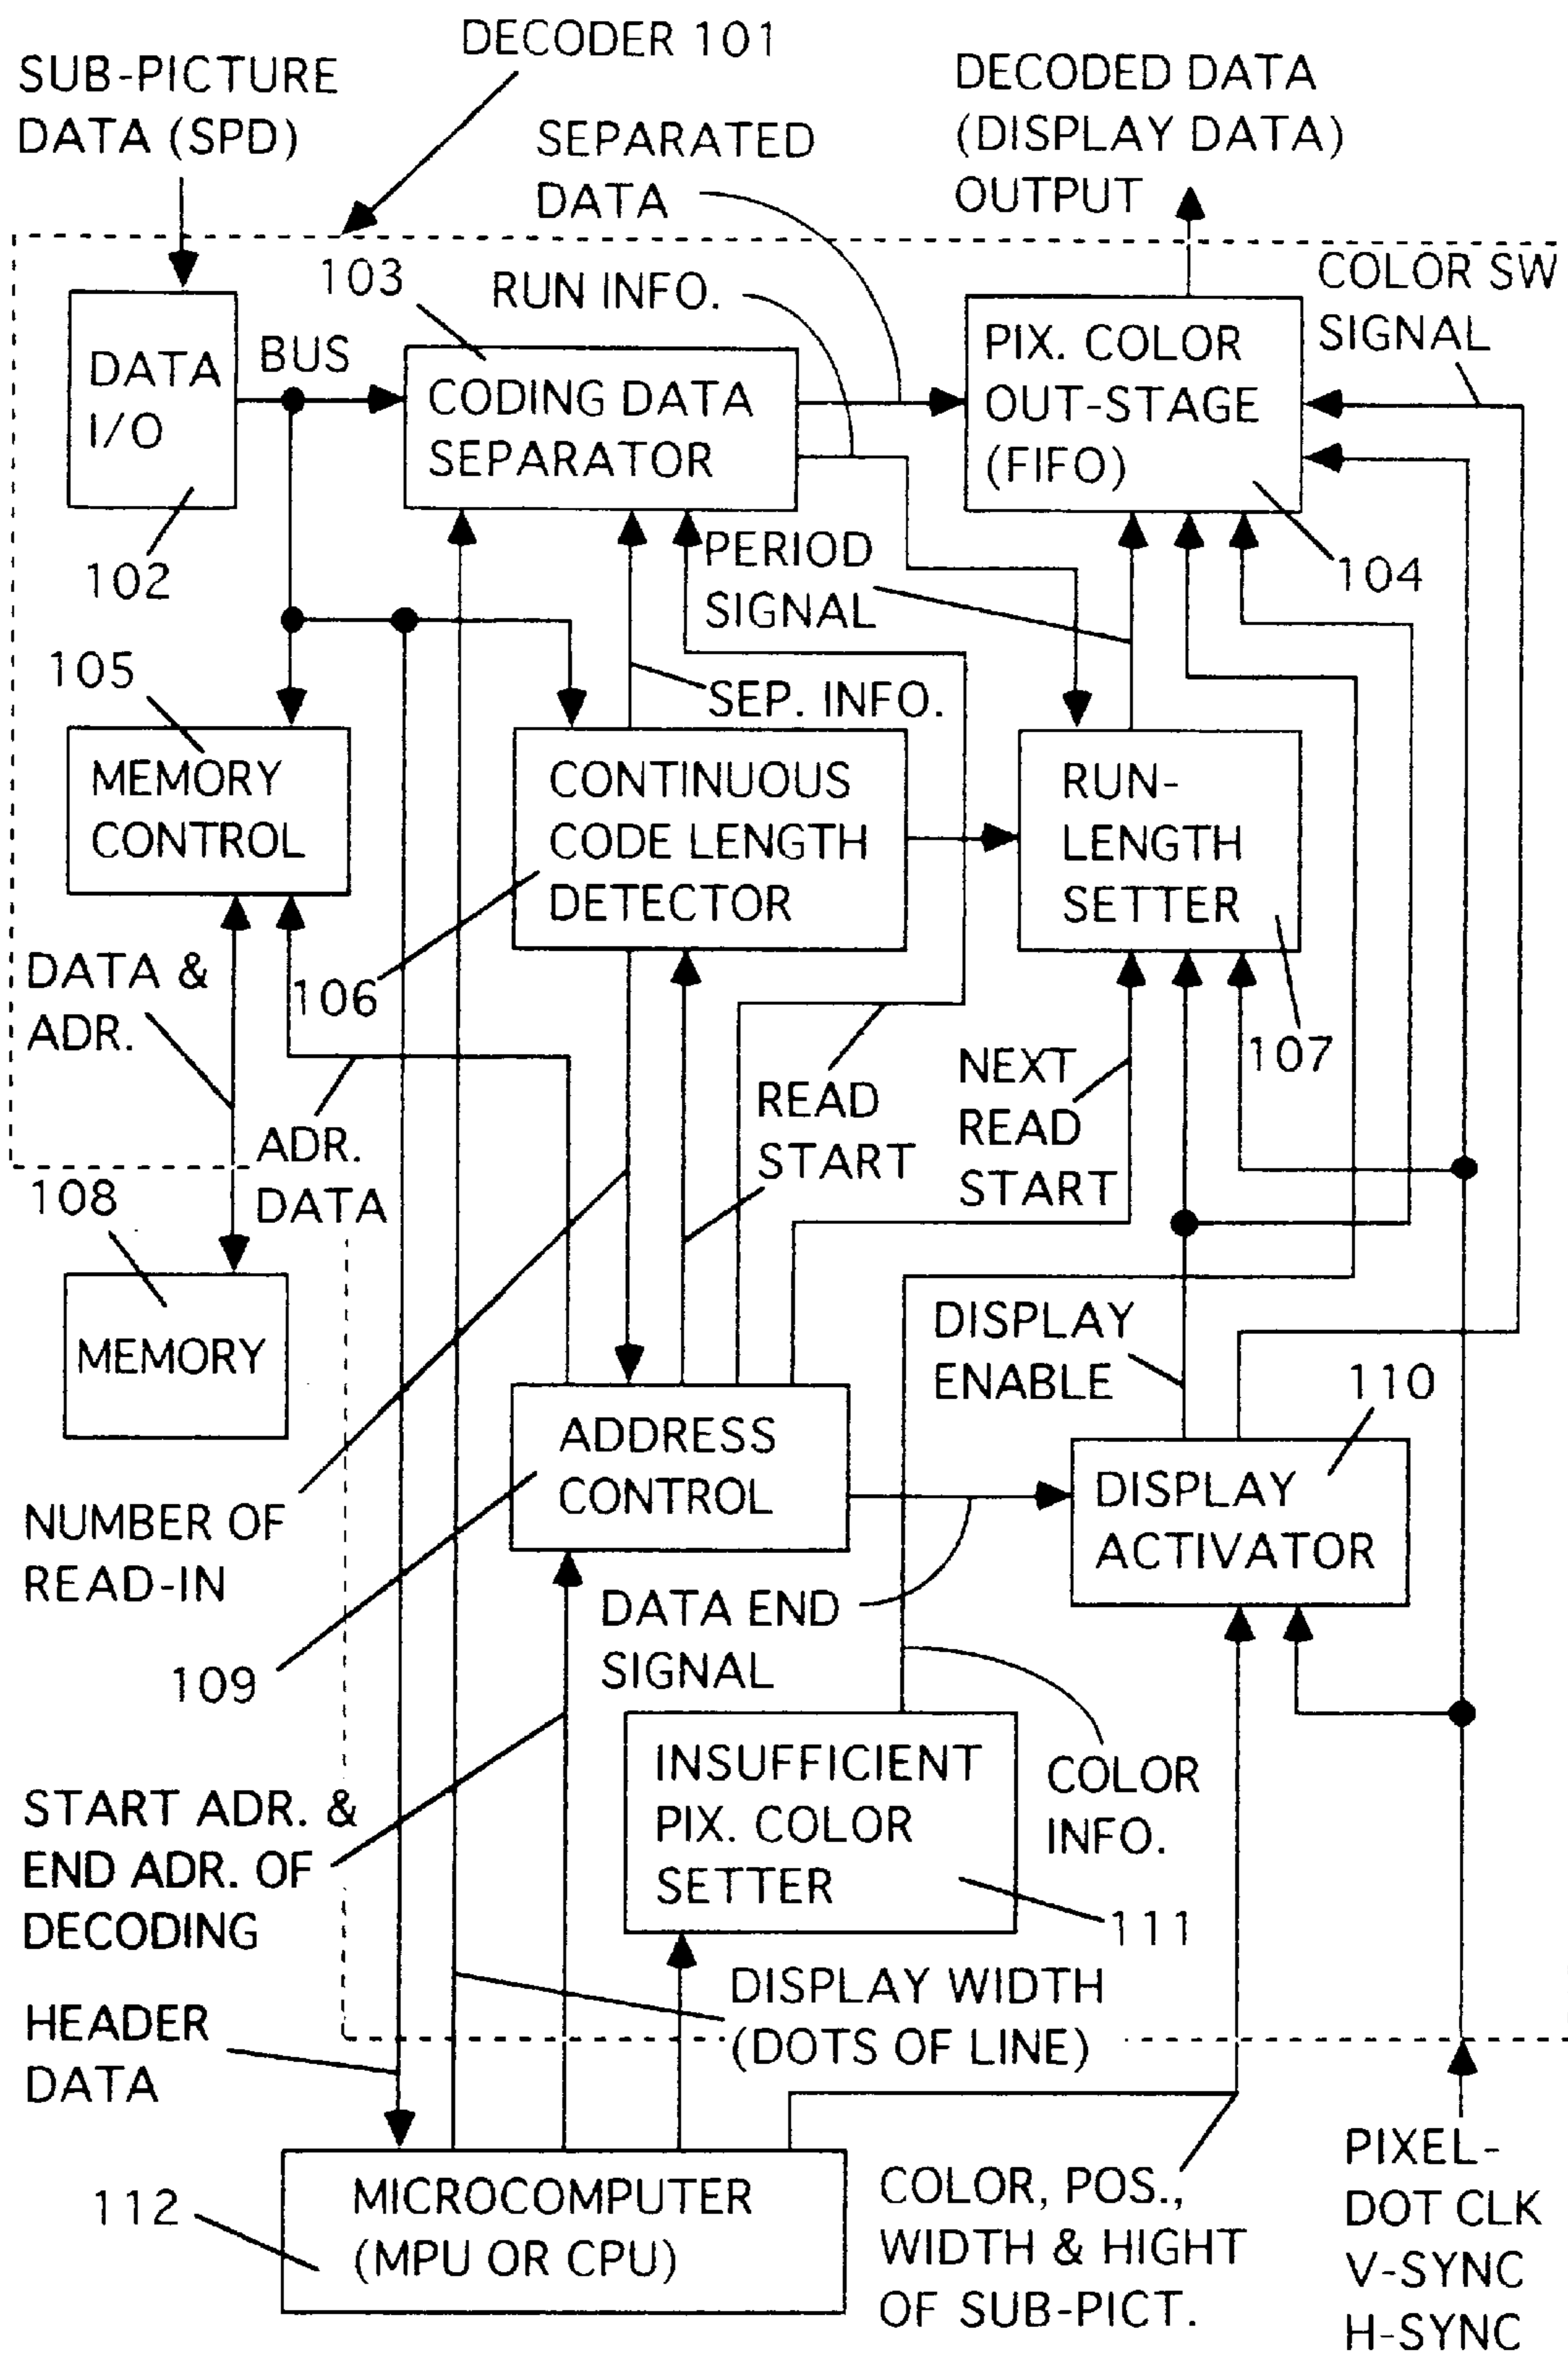 DECODER 101
SUB-PICTURE
DATA (SPD)
SEPARATED
DATA
DECODED DATA
(DISPLAY DATA)
OUTPUT
103
RUN INFO.
COLOR SW
SIGNAL
DATA
I/O
BUS
CODING DATA
SEPARATOR
PIX. COLOR
OUT-STAGE
(FIFO)
102
PERIOD
SIGNAL
104
105
SEP. INFO.
MEMORY
CONTROL
CONTINUOUS
CODE LENGTH
DETECTOR
RUN-
LENGTH
SETTER
DATA &
ADR.
106
107
READ
START
NEXT
READ
START
ADR.
DATA
108
MEMORY
DISPLAY
ENABLE
110
ADDRESS
CONTROL
DISPLAY
ACTIVATOR
NUMBER OF
READ-IN
DATA END
SIGNAL
109
INSUFFICIENT
PIX. COLOR
SETTER
COLOR
INFO.
START ADR. &
END ADR. OF
DECODING
111
DISPLAY WIDTH
(DOTS OF LINE)
HEADER
DATA
112
MICROCOMPUTER
(MPU OR CPU)
COLOR, POS.,
WIDTH & HIGHT
OF SUB-PICT.
PIXEL-
DOT CLK
V-SYNC
H-SYNC